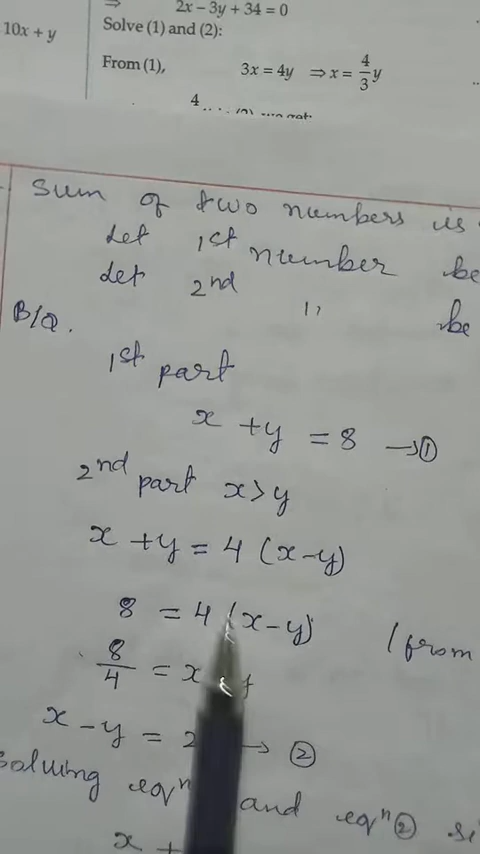 2x – 3y + 34 = 0
10x + y
Solve (1) and (2):
From (1), 3x = 4y ⇒ x = 4/3 y
4
Sum of two numbers is
Let 1st number be
Let 2nd " be
B/Q.
1st part
x + y = 8 → ①
2nd part x > y
x + y = 4 (x – y)
8 = 4 (x – y) (from
8/4 = x
x – y = 2 → ②
Solving eqⁿ and eqⁿ ②
x +